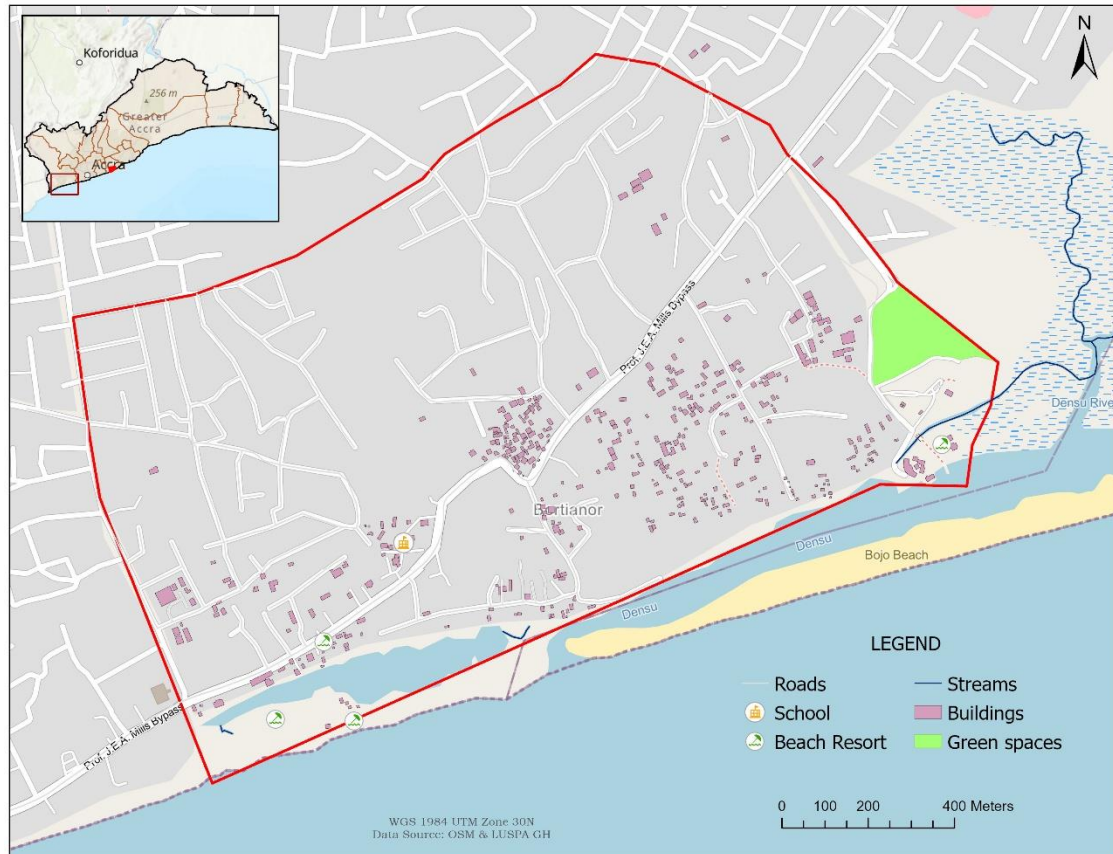 Koforidua
256 m
Greater
Accra
Accra
N
Prof. J.E.A. Mills Bypass
Densu River
Bortianor
Densu
Bojo Beach
Densu
Prof. J.E.A. Mills Bypass
LEGEND
Roads
Streams
School
Buildings
Beach Resort
Green spaces
0 100 200 400 Meters
WGS 1984 UTM Zone 30N
Data Source: OSM & LUSPA GH